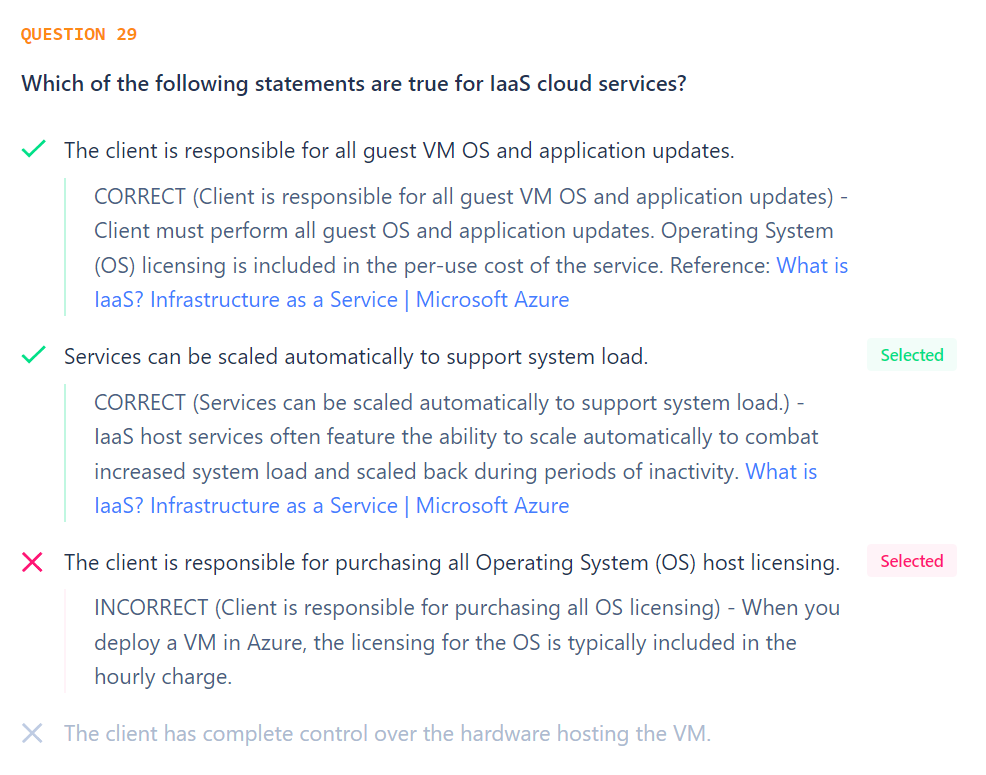 QUESTION 29
Which of the following statements are true for IaaS cloud services?
The client is responsible for all guest VM OS and application updates.
CORRECT (Client is responsible for all guest VM OS and application updates) -
Client must perform all guest OS and application updates. Operating System
(OS) licensing is included in the per-use cost of the service. Reference: What is
IaaS? Infrastructure as a Service | Microsoft Azure
Services can be scaled automatically to support system load.
Selected
CORRECT (Services can be scaled automatically to support system load.) -
IaaS host services often feature the ability to scale automatically to combat
increased system load and scaled back during periods of inactivity. What is
IaaS? Infrastructure as a Service | Microsoft Azure
The client is responsible for purchasing all Operating System (OS) host licensing.
Selected
INCORRECT (Client is responsible for purchasing all OS licensing) - When you
deploy a VM in Azure, the licensing for the OS is typically included in the
hourly charge.
The client has complete control over the hardware hosting the VM.